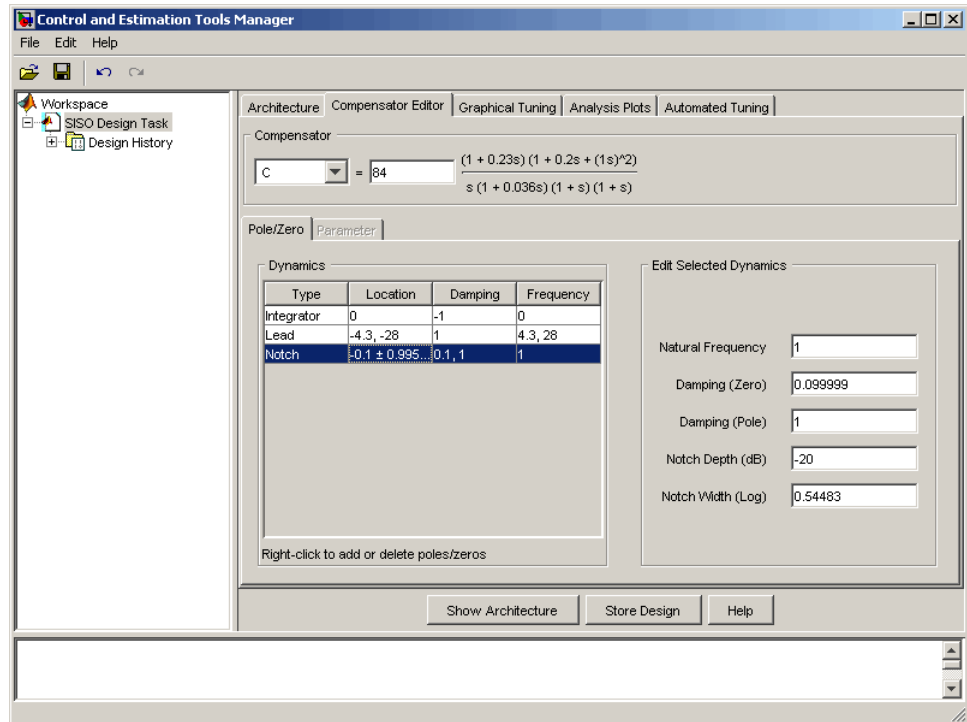 Control and Estimation Tools Manager
File Edit Help
Workspace
SISO Design Task
Design History
Architecture Compensator Editor Graphical Tuning Analysis Plots Automated Tuning
Compensator
C = 84
(1 + 0.23s) (1 + 0.2s + (1s)^2)
s (1 + 0.036s) (1 + s) (1 + s)
Pole/Zero Parameter
Dynamics
Type Location Damping Frequency
Integrator 0 -1 0
Lead -4.3, -28 1 4.3, 28
Notch -0.1 ± 0.995... 0.1, 1 1
Right-click to add or delete poles/zeros
Edit Selected Dynamics
Natural Frequency 1
Damping (Zero) 0.099999
Damping (Pole) 1
Notch Depth (dB) -20
Notch Width (Log) 0.54483
Show Architecture Store Design Help